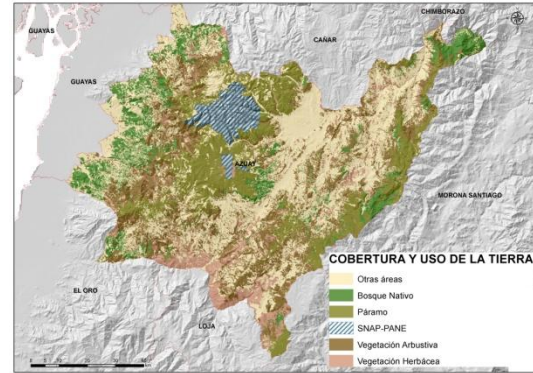 CHIMBORAZO
GUAYAS
CAÑAR
GUAYAS
AZUAY
MORONA SANTIAGO
EL ORO
LOJA
COBERTURA Y USO DE LA TIERRA
Otras áreas
Bosque Nativo
Páramo
SNAP-PANE
Vegetación Arbustiva
Vegetación Herbácea